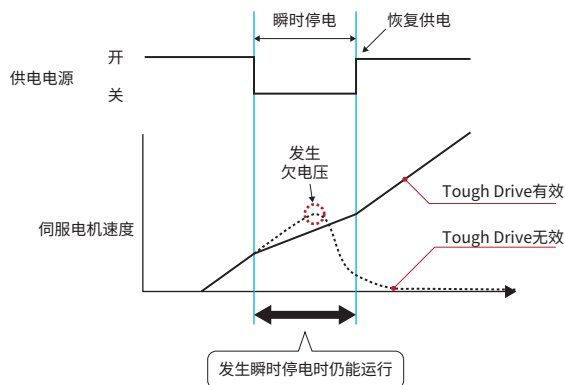 瞬时停电
恢复供电
开
供电电源
关
发生
欠电压
Tough Drive有效
伺服电机速度
Tough Drive无效
发生瞬时停电时仍能运行